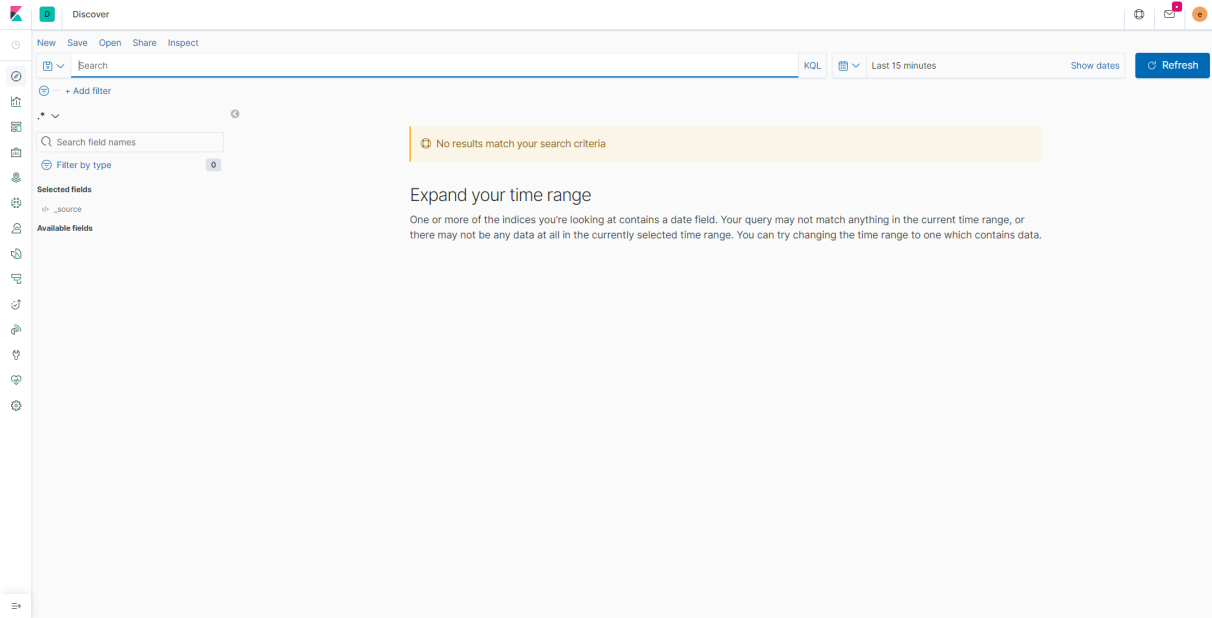 D Discover e
New Save Open Share Inspect
Search KQL Last 15 minutes Show dates Refresh
+ Add filter
.*
Search field names
Filter by type 0
Selected fields
</> _source
Available fields
No results match your search criteria
Expand your time range
One or more of the indices you're looking at contains a date field. Your query may not match anything in the current time range, or
there may not be any data at all in the currently selected time range. You can try changing the time range to one which contains data.